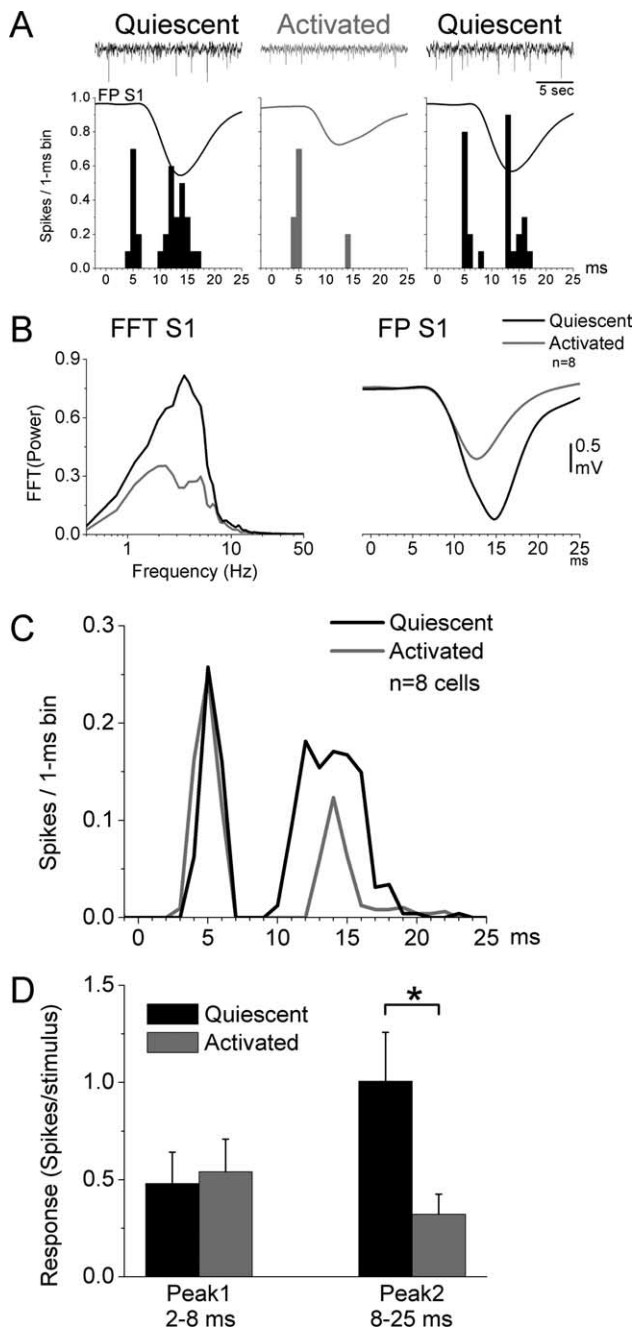 A
Quiescent Activated Quiescent
5 sec
FP S1
Spikes / 1-ms bin
1.0
0.8
0.6
0.4
0.2
0.0
0 5 10 15 20 25 0 5 10 15 20 25 0 5 10 15 20 25 ms
B
FFT S1
FFT(Power)
0.9
0.6
0.3
0.0
1 10 50
Frequency (Hz)
FP S1
Quiescent
Activated
n=8
0.5
mV
0 5 10 15 20 25
ms
C
Spikes / 1-ms bin
0.3
0.2
0.1
0.0
Quiescent
Activated
n=8 cells
0 5 10 15 20 25 ms
D
Response (Spikes/stimulus)
1.5
1.0
0.5
0.0
Quiescent
Activated
*
Peak1 Peak2
2-8 ms 8-25 ms